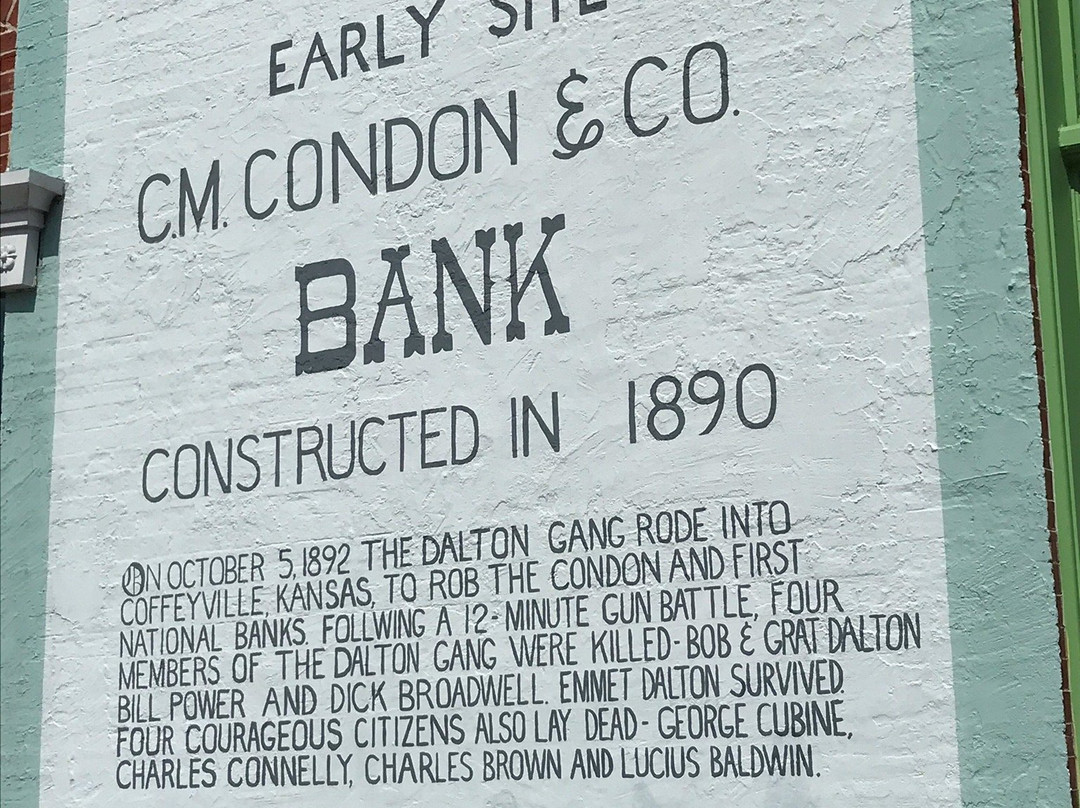 EARLY SITE
C.M. CONDON & CO.
BANK
CONSTRUCTED IN 1890
ON OCTOBER 5, 1892 THE DALTON GANG RODE INTO
COFFEYVILLE, KANSAS, TO ROB THE CONDON AND FIRST
NATIONAL BANKS. FOLLWING A 12-MINUTE GUN BATTLE, FOUR
MEMBERS OF THE DALTON GANG WERE KILLED-BOB & GRAT DALTON
BILL POWER AND DICK BROADWELL. EMMET DALTON SURVIVED.
FOUR COURAGEOUS CITIZENS ALSO LAY DEAD- GEORGE CUBINE,
CHARLES CONNELLY, CHARLES BROWN AND LUCIUS BALDWIN.